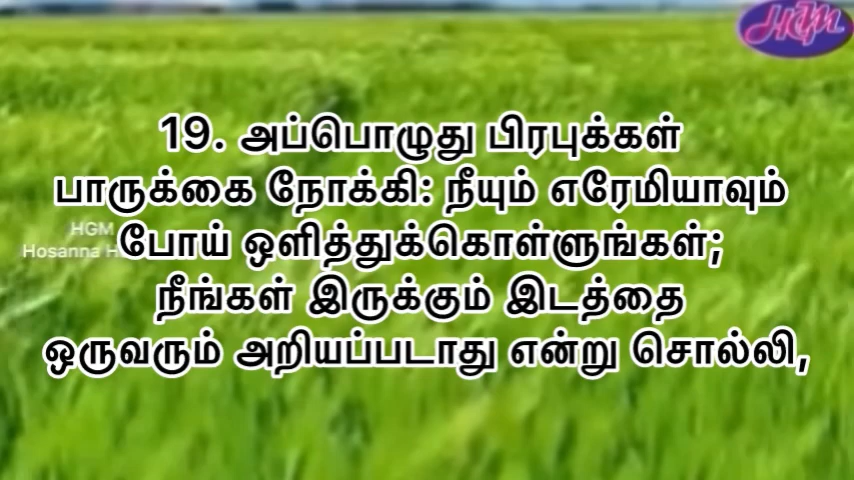 HGM
19. அப்பொழுது பிரபுக்கள்
பாருக்கை நோக்கி: நீயும் எரேமியாவும்
HGM
Hosanna
போய் ஒளித்துக்கொள்ளுங்கள்;
நீங்கள் இருக்கும் இடத்தை
ஒருவரும் அறியப்படாது என்று சொல்லி,